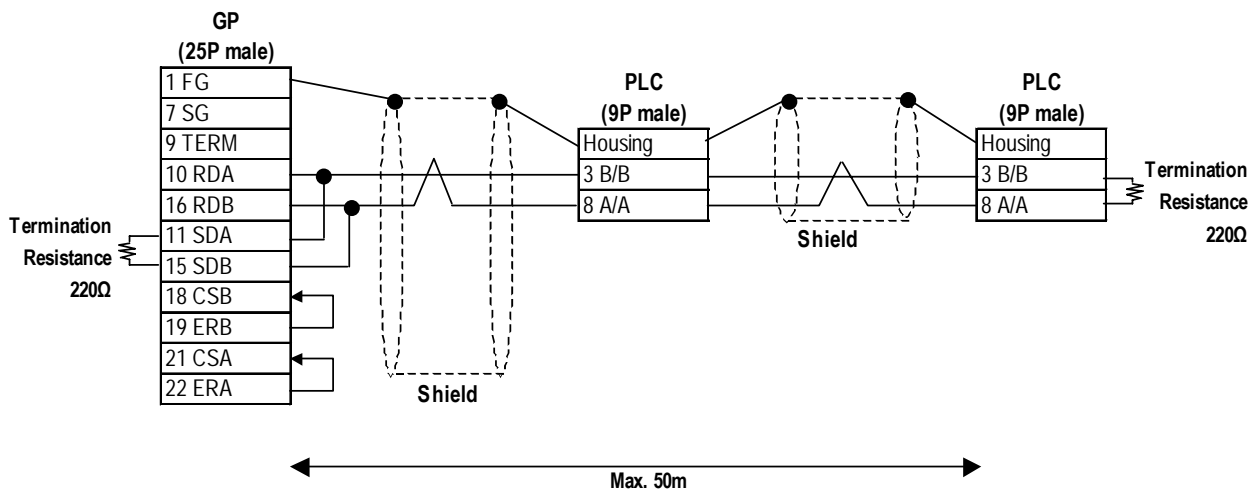 GP
(25P male)
1 FG
7 SG
9 TERM
10 RDA
16 RDB
11 SDA
15 SDB
18 CSB
19 ERB
21 CSA
22 ERA
Termination
Resistance
220Ω
Shield
PLC
(9P male)
Housing
3 B/B
8 A/A
Shield
PLC
(9P male)
Housing
3 B/B
8 A/A
Termination
Resistance
220Ω
Max. 50m